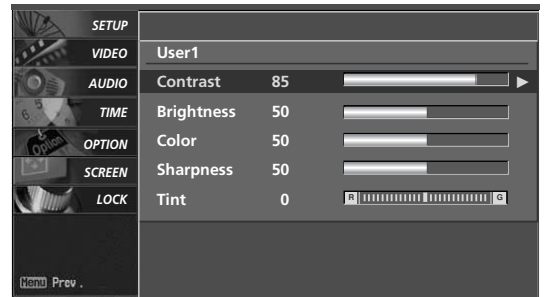 SETUP
VIDEO
AUDIO
TIME
OPTION
SCREEN
LOCK
Menu Prev.
User1
Contrast 85
Brightness 50
Color 50
Sharpness 50
Tint 0 R G
Option